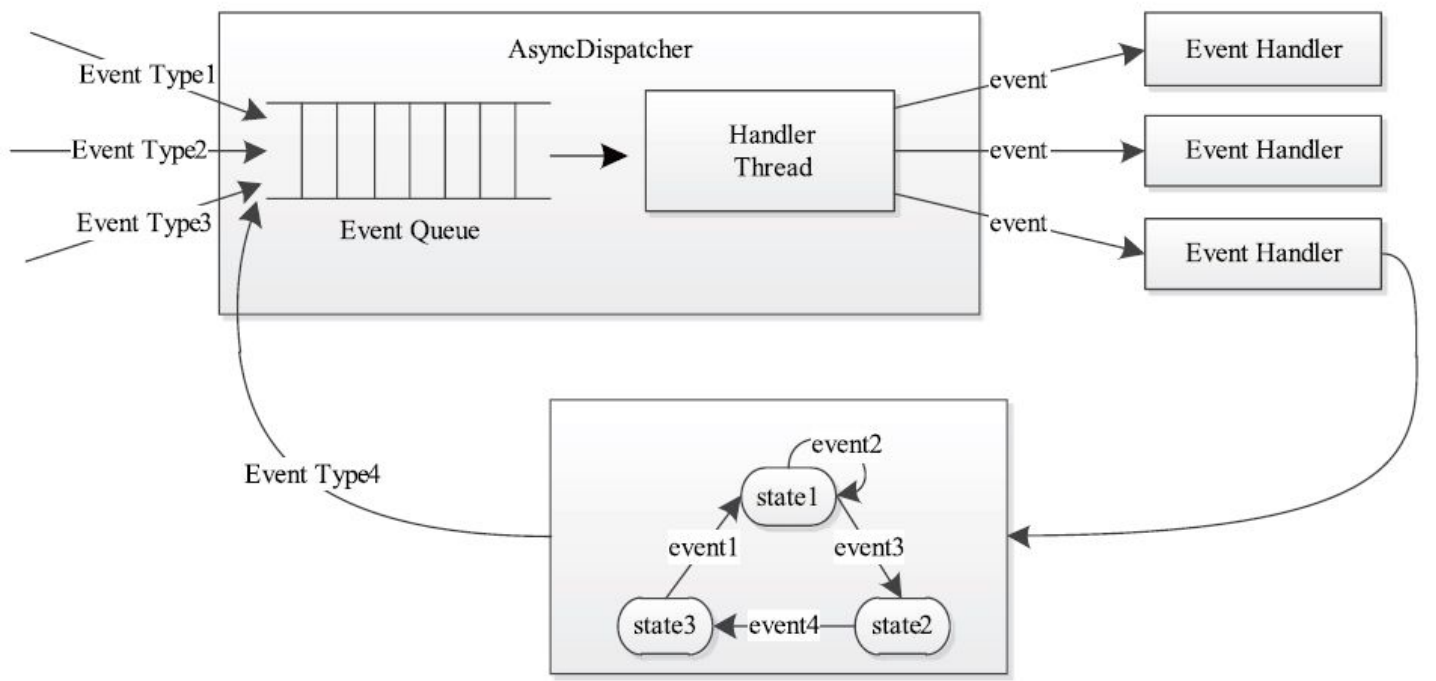 AsyncDispatcher
Event Type1
Event Type2
Event Type3
Event Queue
Handler
Thread
event
event
event
Event Handler
Event Handler
Event Handler
Event Type4
event2
state1
event1
event3
state3
event4
state2